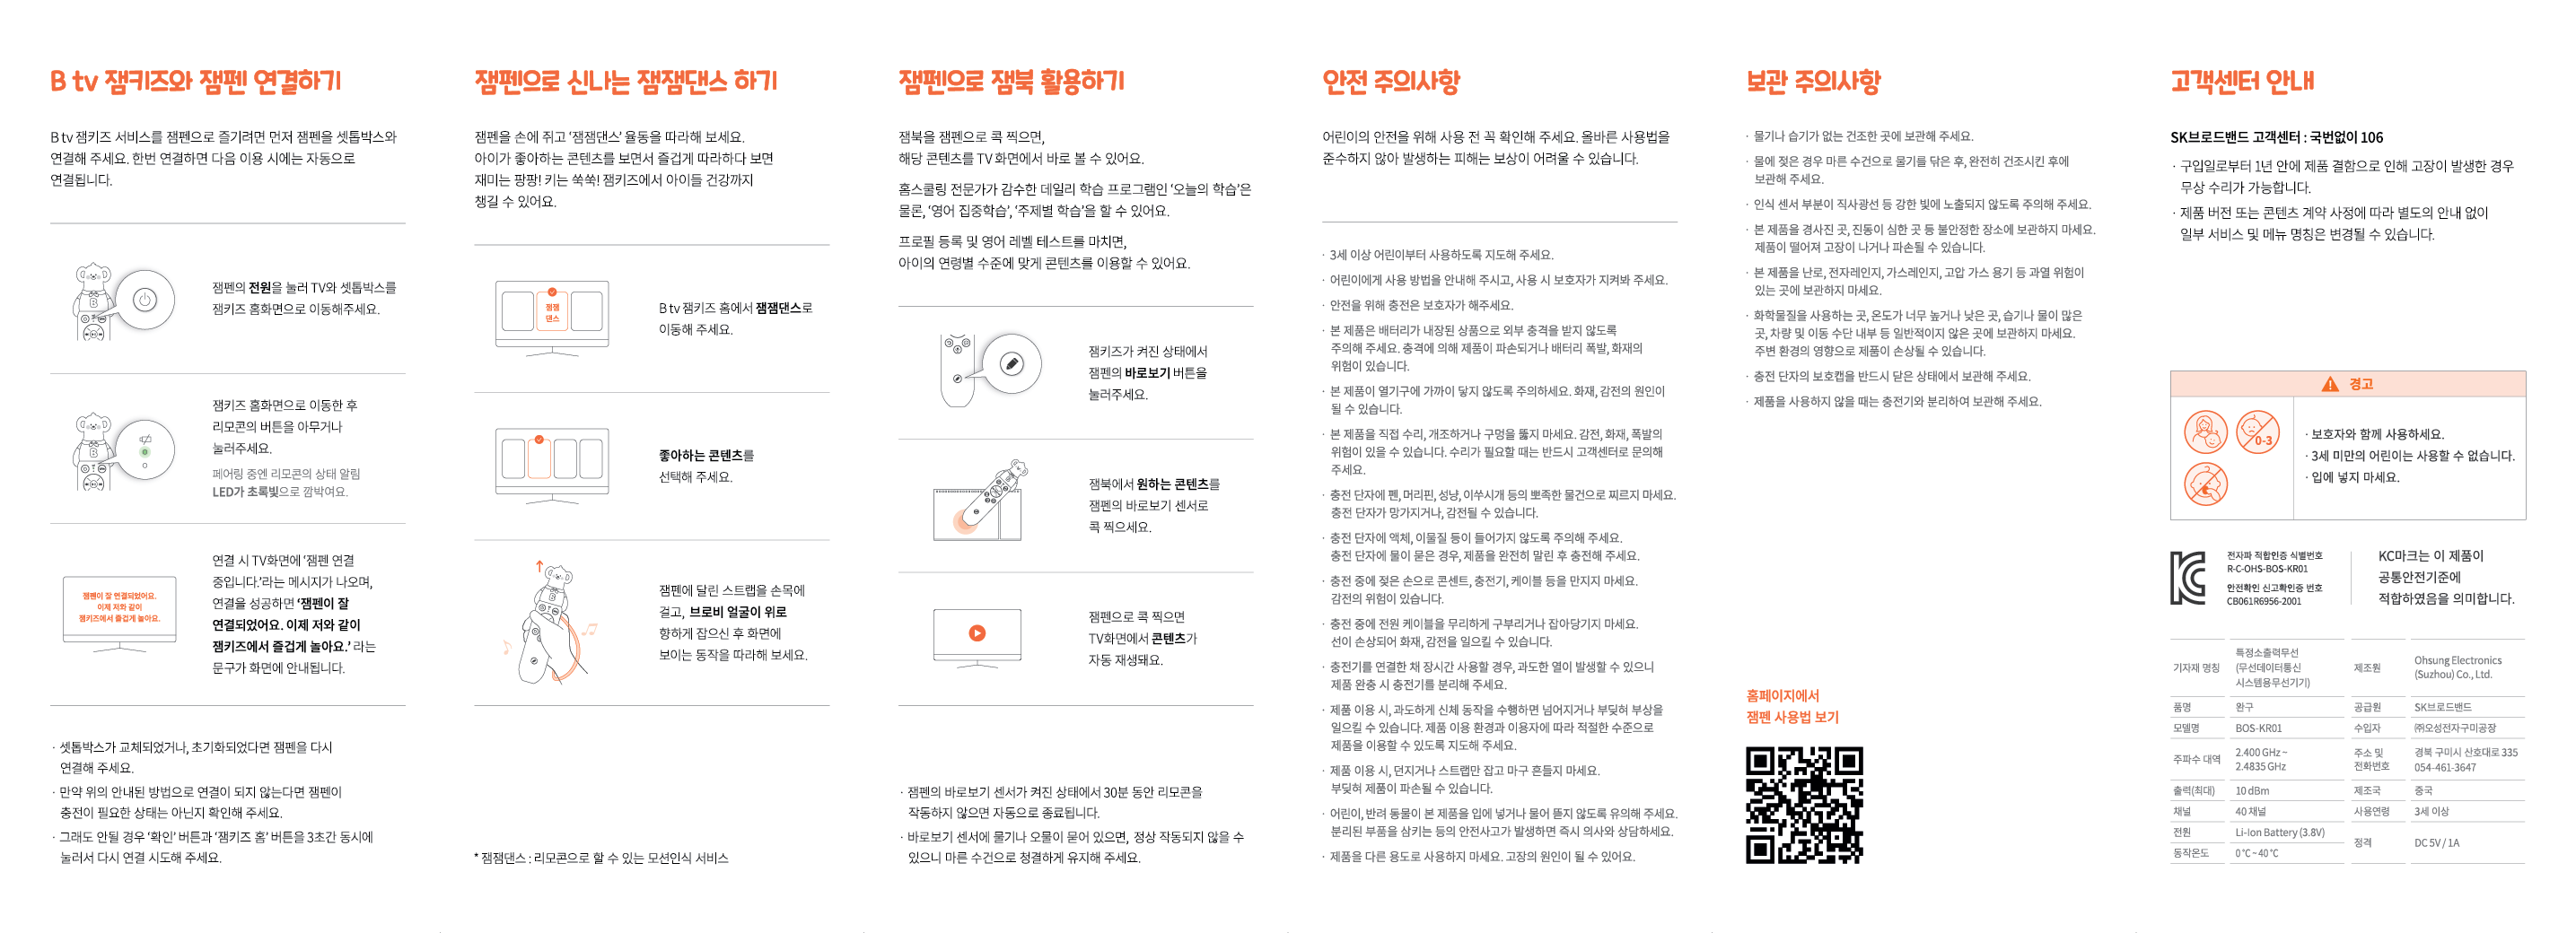 B tv 잼키즈와 잼펜 연결하기
B tv 잼키즈 서비스를 잼펜으로 즐기려면 먼저 잼펜을 셋톱박스와
연결해 주세요. 한번 연결하면 다음 이용 시에는 자동으로
연결됩니다.
잼펜의 전원을 눌러 TV와 셋톱박스를
잼키즈 홈화면으로 이동해주세요.
B
잼키즈 홈화면으로 이동한 후
리모콘의 버튼을 아무거나
눌러주세요.
페어링 중엔 리모콘의 상태 알림
LED가 초록빛으로 깜박여요.
B
연결 시 TV화면에 ‘잼펜 연결
중입니다.’라는 메시지가 나오며,
연결을 성공하면 ‘잼펜이 잘
연결되었어요. 이제 저와 같이
잼키즈에서 즐겁게 놀아요.’ 라는
문구가 화면에 안내됩니다.
잼펜이 잘 연결되었어요.
이제 저와 같이
잼키즈에서 즐겁게 놀아요.
· 셋톱박스가 교체되었거나, 초기화되었다면 잼펜을 다시
연결해 주세요.
· 만약 위의 안내된 방법으로 연결이 되지 않는다면 잼펜이
충전이 필요한 상태는 아닌지 확인해 주세요.
· 그래도 안될 경우 ‘확인’ 버튼과 ‘잼키즈 홈’ 버튼을 3초간 동시에
눌러서 다시 연결 시도해 주세요.
잼펜으로 신나는 잼잼댄스 하기
잼펜을 손에 쥐고 ‘잼잼댄스’ 율동을 따라해 보세요.
아이가 좋아하는 콘텐츠를 보면서 즐겁게 따라하다 보면
재미는 팡팡! 키는 쑥쑥! 잼키즈에서 아이들 건강까지
챙길 수 있어요.
잼잼
댄스
B tv 잼키즈 홈에서 잼잼댄스로
이동해 주세요.
좋아하는 콘텐츠를
선택해 주세요.
B
잼펜에 달린 스트랩을 손목에
걸고, 브로비 얼굴이 위로
향하게 잡으신 후 화면에
보이는 동작을 따라해 보세요.
* 잼잼댄스 : 리모콘으로 할 수 있는 모션인식 서비스
잼펜으로 잼북 활용하기
잼북을 잼펜으로 콕 찍으면,
해당 콘텐츠를 TV 화면에서 바로 볼 수 있어요.
홈스쿨링 전문가가 감수한 데일리 학습 프로그램인 ‘오늘의 학습’은
물론, ‘영어 집중학습’, ‘주제별 학습’을 할 수 있어요.
프로필 등록 및 영어 레벨 테스트를 마치면,
아이의 연령별 수준에 맞게 콘텐츠를 이용할 수 있어요.
잼키즈가 켜진 상태에서
잼펜의 바로보기 버튼을
눌러주세요.
잼북에서 원하는 콘텐츠를
잼펜의 바로보기 센서로
콕 찍으세요.
잼펜으로 콕 찍으면
TV화면에서 콘텐츠가
자동 재생돼요.
· 잼펜의 바로보기 센서가 켜진 상태에서 30분 동안 리모콘을
작동하지 않으면 자동으로 종료됩니다.
· 바로보기 센서에 물기나 오물이 묻어 있으면, 정상 작동되지 않을 수
있으니 마른 수건으로 청결하게 유지해 주세요.
안전 주의사항
어린이의 안전을 위해 사용 전 꼭 확인해 주세요. 올바른 사용법을
준수하지 않아 발생하는 피해는 보상이 어려울 수 있습니다.
· 3세 이상 어린이부터 사용하도록 지도해 주세요.
· 어린이에게 사용 방법을 안내해 주시고, 사용 시 보호자가 지켜봐 주세요.
· 안전을 위해 충전은 보호자가 해주세요.
· 본 제품은 배터리가 내장된 상품으로 외부 충격을 받지 않도록
주의해 주세요. 충격에 의해 제품이 파손되거나 배터리 폭발, 화재의
위험이 있습니다.
· 본 제품이 열기구에 가까이 닿지 않도록 주의하세요. 화재, 감전의 원인이
될 수 있습니다.
· 본 제품을 직접 수리, 개조하거나 구멍을 뚫지 마세요. 감전, 화재, 폭발의
위험이 있을 수 있습니다. 수리가 필요할 때는 반드시 고객센터로 문의해
주세요.
· 충전 단자에 펜, 머리핀, 성냥, 이쑤시개 등의 뾰족한 물건으로 찌르지 마세요.
충전 단자가 망가지거나, 감전될 수 있습니다.
· 충전 단자에 액체, 이물질 등이 들어가지 않도록 주의해 주세요.
충전 단자에 물이 묻은 경우, 제품을 완전히 말린 후 충전해 주세요.
· 충전 중에 젖은 손으로 콘센트, 충전기, 케이블 등을 만지지 마세요.
감전의 위험이 있습니다.
· 충전 중에 전원 케이블을 무리하게 구부리거나 잡아당기지 마세요.
선이 손상되어 화재, 감전을 일으킬 수 있습니다.
· 충전기를 연결한 채 장시간 사용할 경우, 과도한 열이 발생할 수 있으니
제품 완충 시 충전기를 분리해 주세요.
· 제품 이용 시, 과도하게 신체 동작을 수행하면 넘어지거나 부딪혀 부상을
일으킬 수 있습니다. 제품 이용 환경과 이용자에 따라 적절한 수준으로
제품을 이용할 수 있도록 지도해 주세요.
· 제품 이용 시, 던지거나 스트랩만 잡고 마구 흔들지 마세요.
부딪혀 제품이 파손될 수 있습니다.
· 어린이, 반려 동물이 본 제품을 입에 넣거나 물어 뜯지 않도록 유의해 주세요.
분리된 부품을 삼키는 등의 안전사고가 발생하면 즉시 의사와 상담하세요.
· 제품을 다른 용도로 사용하지 마세요. 고장의 원인이 될 수 있어요.
보관 주의사항
· 물기나 습기가 없는 건조한 곳에 보관해 주세요.
· 물에 젖은 경우 마른 수건으로 물기를 닦은 후, 완전히 건조시킨 후에
보관해 주세요.
· 인식 센서 부분이 직사광선 등 강한 빛에 노출되지 않도록 주의해 주세요.
· 본 제품을 경사진 곳, 진동이 심한 곳 등 불안정한 장소에 보관하지 마세요.
제품이 떨어져 고장이 나거나 파손될 수 있습니다.
· 본 제품을 난로, 전자레인지, 가스레인지, 고압 가스 용기 등 과열 위험이
있는 곳에 보관하지 마세요.
· 화학물질을 사용하는 곳, 온도가 너무 높거나 낮은 곳, 습기나 물이 많은
곳, 차량 및 이동 수단 내부 등 일반적이지 않은 곳에 보관하지 마세요.
주변 환경의 영향으로 제품이 손상될 수 있습니다.
· 충전 단자의 보호캡을 반드시 닫은 상태에서 보관해 주세요.
· 제품을 사용하지 않을 때는 충전기와 분리하여 보관해 주세요.
홈페이지에서
잼펜 사용법 보기
고객센터 안내
SK브로드밴드 고객센터 : 국번없이 106
· 구입일로부터 1년 안에 제품 결함으로 인해 고장이 발생한 경우
무상 수리가 가능합니다.
· 제품 버전 또는 콘텐츠 계약 사정에 따라 별도의 안내 없이
일부 서비스 및 메뉴 명칭은 변경될 수 있습니다.
경고
0-3
· 보호자와 함께 사용하세요.
· 3세 미만의 어린이는 사용할 수 없습니다.
· 입에 넣지 마세요.
전자파 적합인증 식별번호
R-C-OHS-BOS-KR01
안전확인 신고확인증 번호
CB061R6956-2001
KC마크는 이 제품이
공통안전기준에
적합하였음을 의미합니다.
기자재 명칭 특정소출력무선 (무선데이터통신 시스템용무선기기) 제조원 Ohsung Electronics (Suzhou) Co., Ltd.
품명 완구 공급원 SK브로드밴드
모델명 BOS-KR01 수입자 ㈜오성전자구미공장
주파수 대역 2.400 GHz ~ 2.4835 GHz 주소 및 전화번호 경북 구미시 산호대로 335 054-461-3647
출력(최대) 10 dBm 제조국 중국
채널 40 채널 사용연령 3세 이상
전원 Li-Ion Battery (3.8V) 정격 DC 5V / 1A
동작온도 0 °C ~ 40 °C